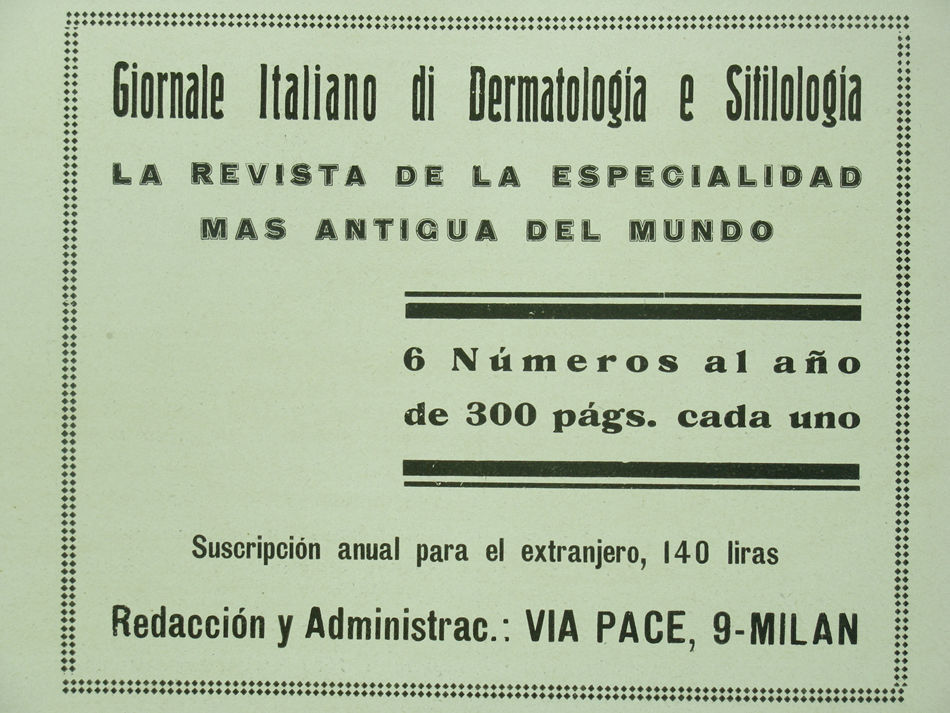 Giornale Italiano di Dermatología e Sifilología
LA REVISTA DE LA ESPECIALIDAD
MAS ANTIGUA DEL MUNDO
6 Números al año
de 300 págs. cada uno
Suscripción anual para el extranjero, 140 liras
Redacción y Administrac.: VIA PACE, 9-MILAN